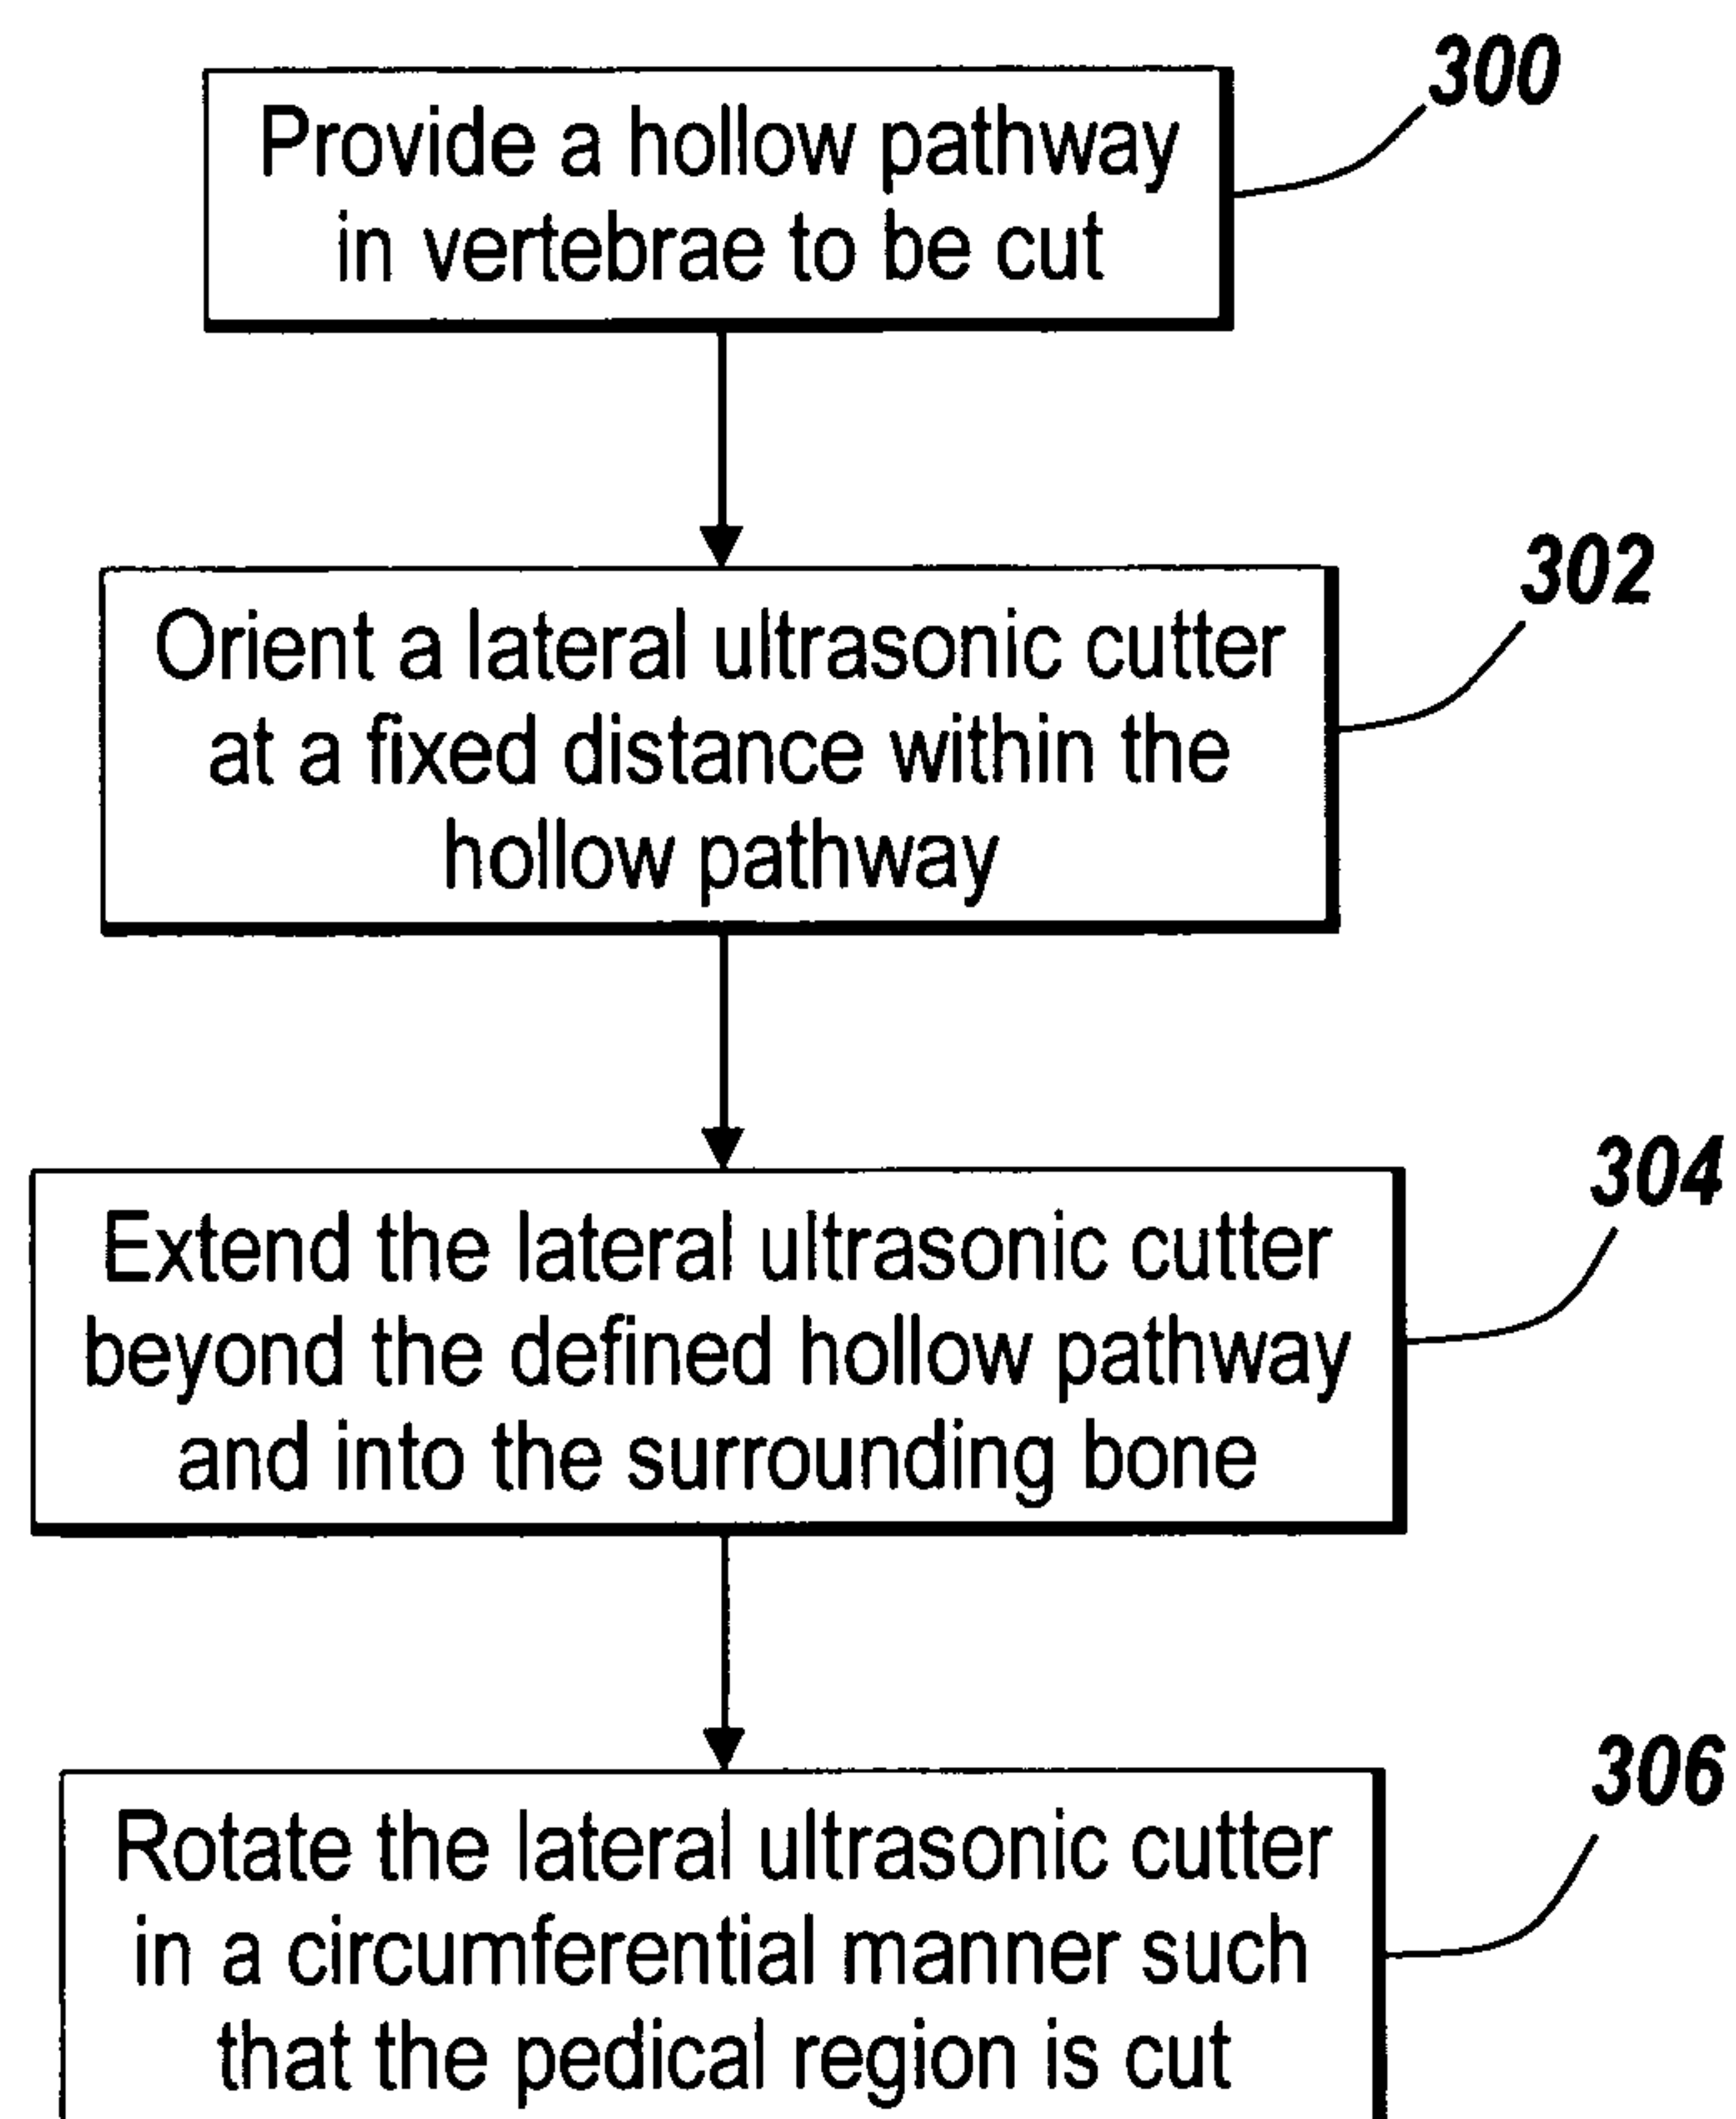 300
Provide a hollow pathway
in vertebrae to be cut
302
Orient a lateral ultrasonic cutter
at a fixed distance within the
hollow pathway
304
Extend the lateral ultrasonic cutter
beyond the defined hollow pathway
and into the surrounding bone
306
Rotate the lateral ultrasonic cutter
in a circumferential manner such
that the pedical region is cut